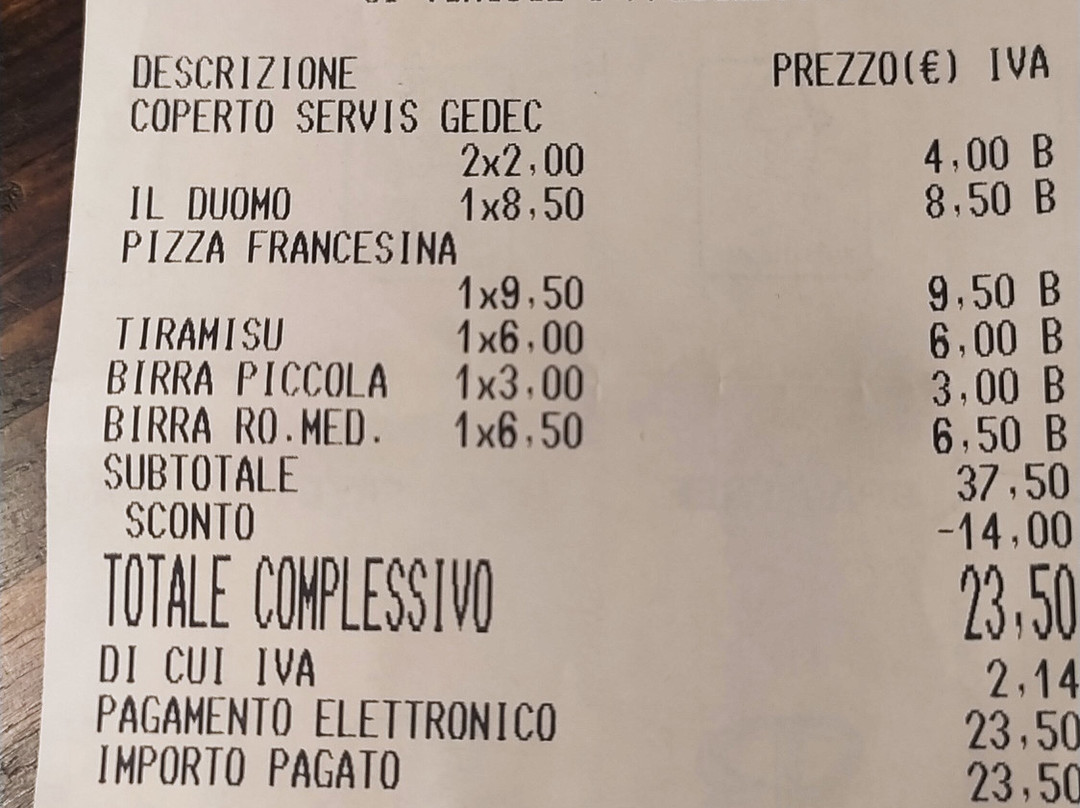 DESCRIZIONE PREZZO(€) IVA
COPERTO SERVIS GEDEC
2x2,00 4,00 B
IL DUOMO 1x8,50 8,50 B
PIZZA FRANCESINA
1x9,50 9,50 B
TIRAMISU 1x6,00 6,00 B
BIRRA PICCOLA 1x3,00 3,00 B
BIRRA RO.MED. 1x6,50 6,50 B
SUBTOTALE 37,50
SCONTO -14,00
TOTALE COMPLESSIVO 23,50
DI CUI IVA 2,14
PAGAMENTO ELETTRONICO 23,50
IMPORTO PAGATO 23,50